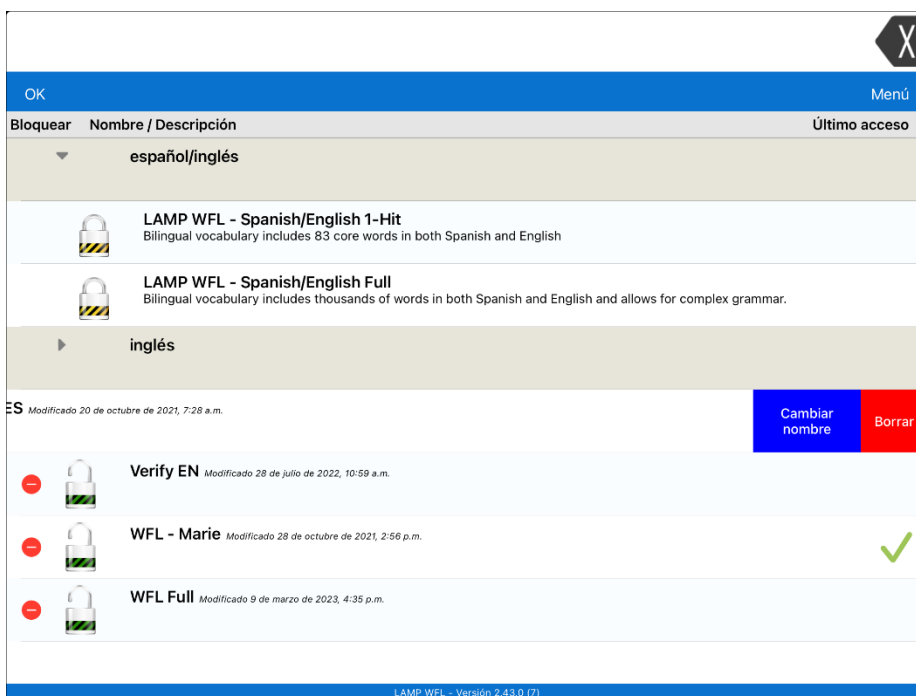 X
OK Menú
Bloquear Nombre / Descripción Último acceso
español/inglés
LAMP WFL - Spanish/English 1-Hit
Bilingual vocabulary includes 83 core words in both Spanish and English
LAMP WFL - Spanish/English Full
Bilingual vocabulary includes thousands of words in both Spanish and English and allows for complex grammar.
inglés
ES Modificado 20 de octubre de 2021, 7:28 a.m.
Cambiar
nombre
Borrar
Verify EN Modificado 28 de julio de 2022, 10:59 a.m.
WFL - Marie Modificado 28 de octubre de 2021, 2:56 p.m.
WFL Full Modificado 9 de marzo de 2023, 4:35 p.m.
LAMP WFL - Versión 2.43.0 (7)